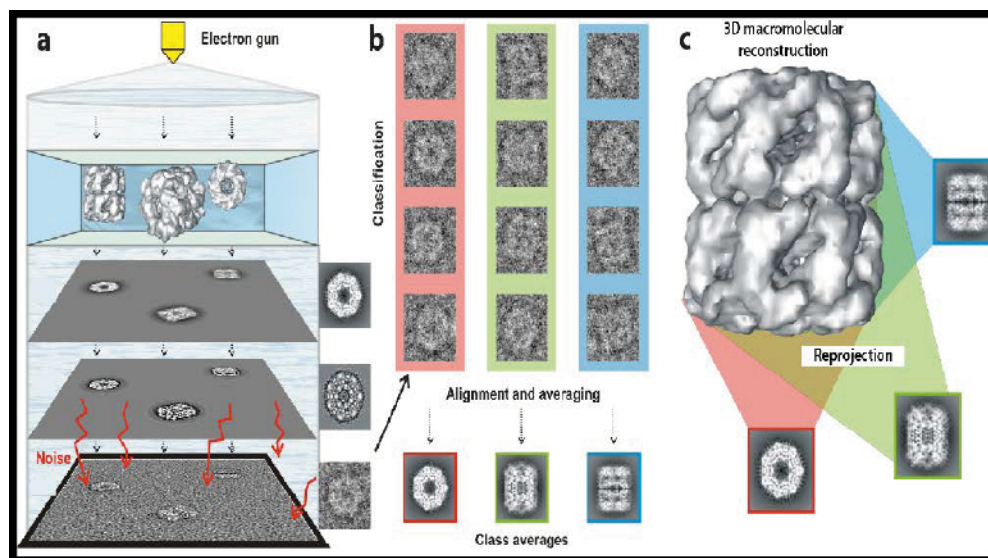 a
Electron gun
Noise
b
Classification
Alignment and averaging
Class averages
c
3D macromolecular
reconstruction
Reprojection